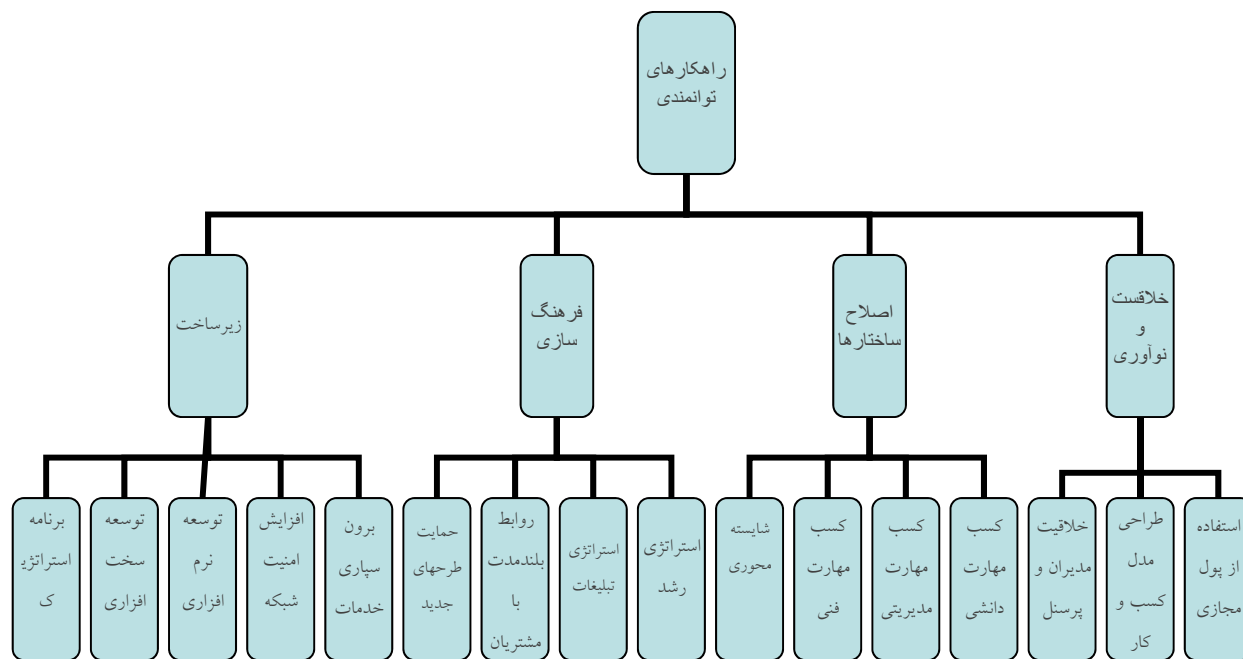 راهکارهای
توانمندی
خلاقست
و
نوآوری
اصلاح
ساختارها
فرهنگ
سازی
زیرساخت
استفاده
از پول
مجازی
طراحی
مدل
کسب و
کار
خلاقیت
مدیران و
پرسنل
کسب
مهارت
دانشی
کسب
مهارت
مدیریتی
کسب
مهارت
فنی
شایسته
محوری
استراتژی
رشد
استراتژی
تبلیغات
روابط
بلندمدت
با
مشتریان
حمایت
طرحهای
جدید
برون
سپاری
خدمات
افزایش
امنیت
شبکه
توسعه
نرم
افزاری
توسعه
سخت
افزاری
برنامه
استراتژی
ک